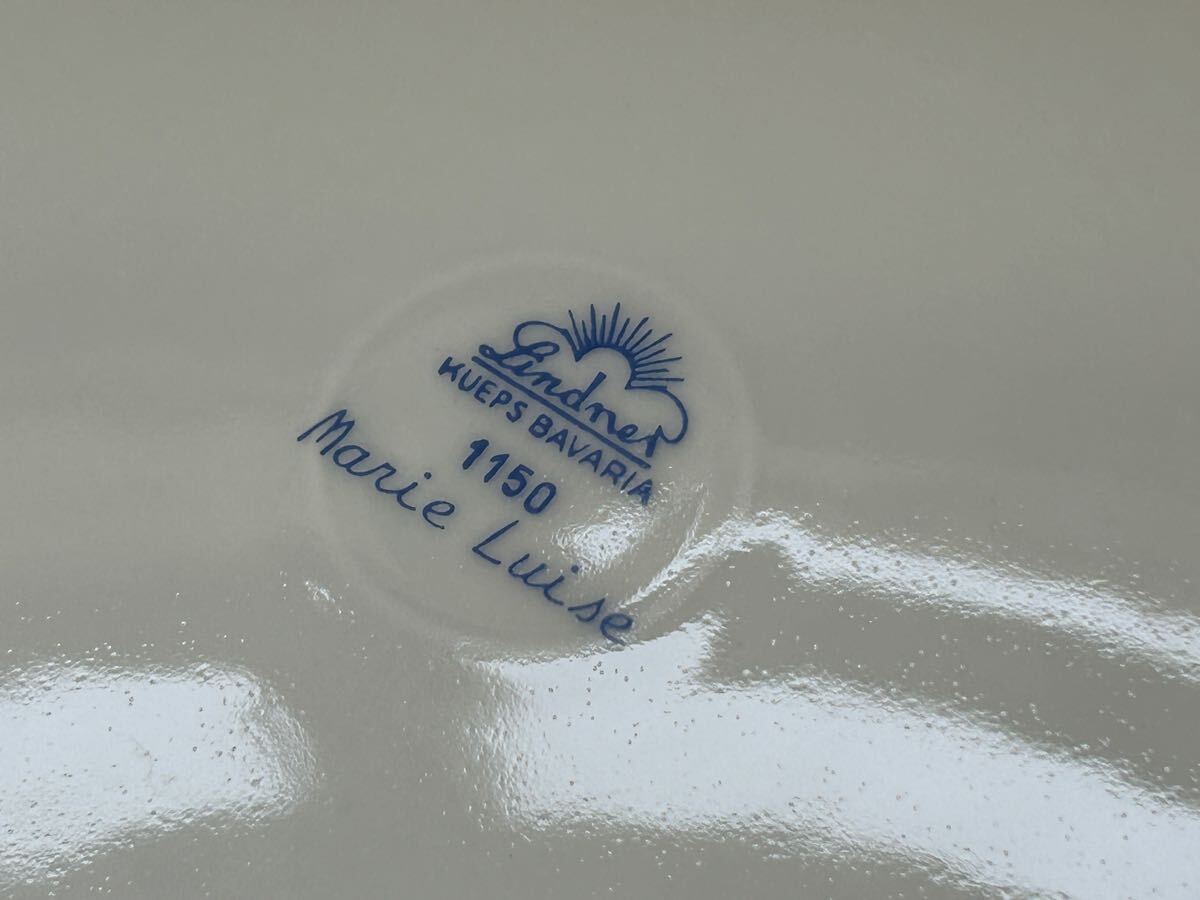 Lindner
KUEPS BAVARIA
1150
Marie Luise